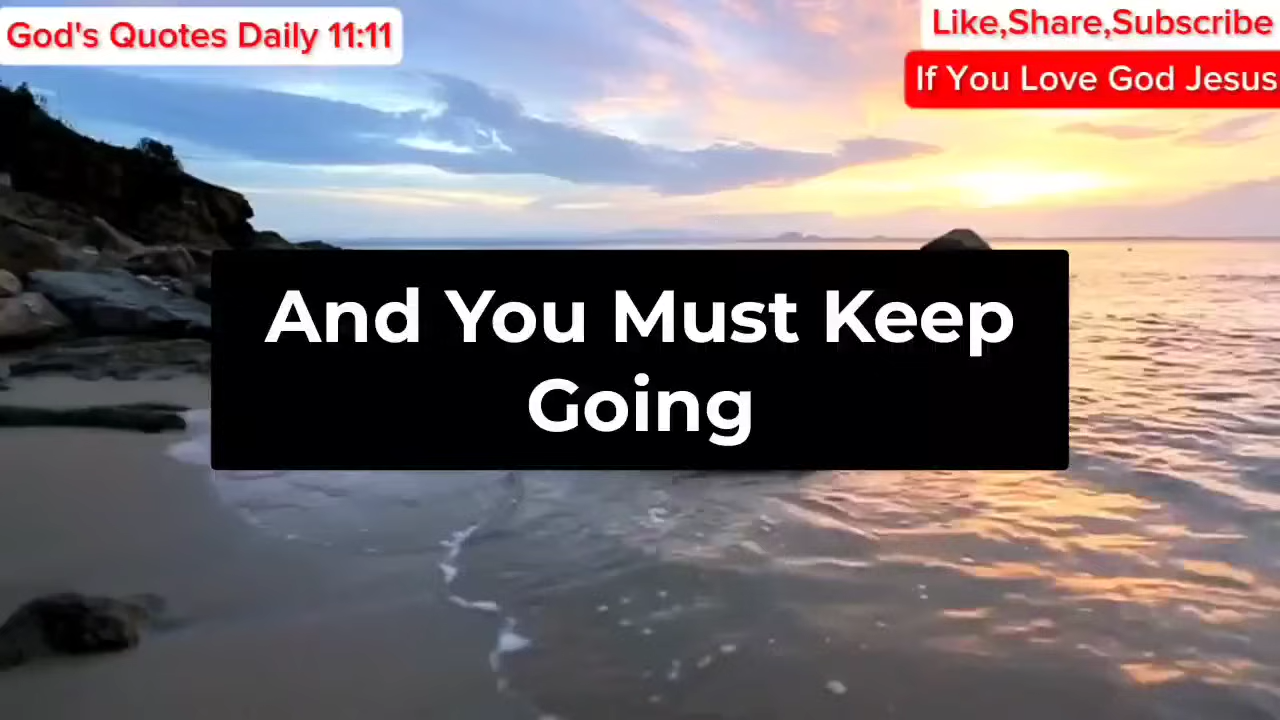 God's Quotes Daily 11:11
Like,Share,Subscribe
If You Love God Jesus
And You Must Keep
Going